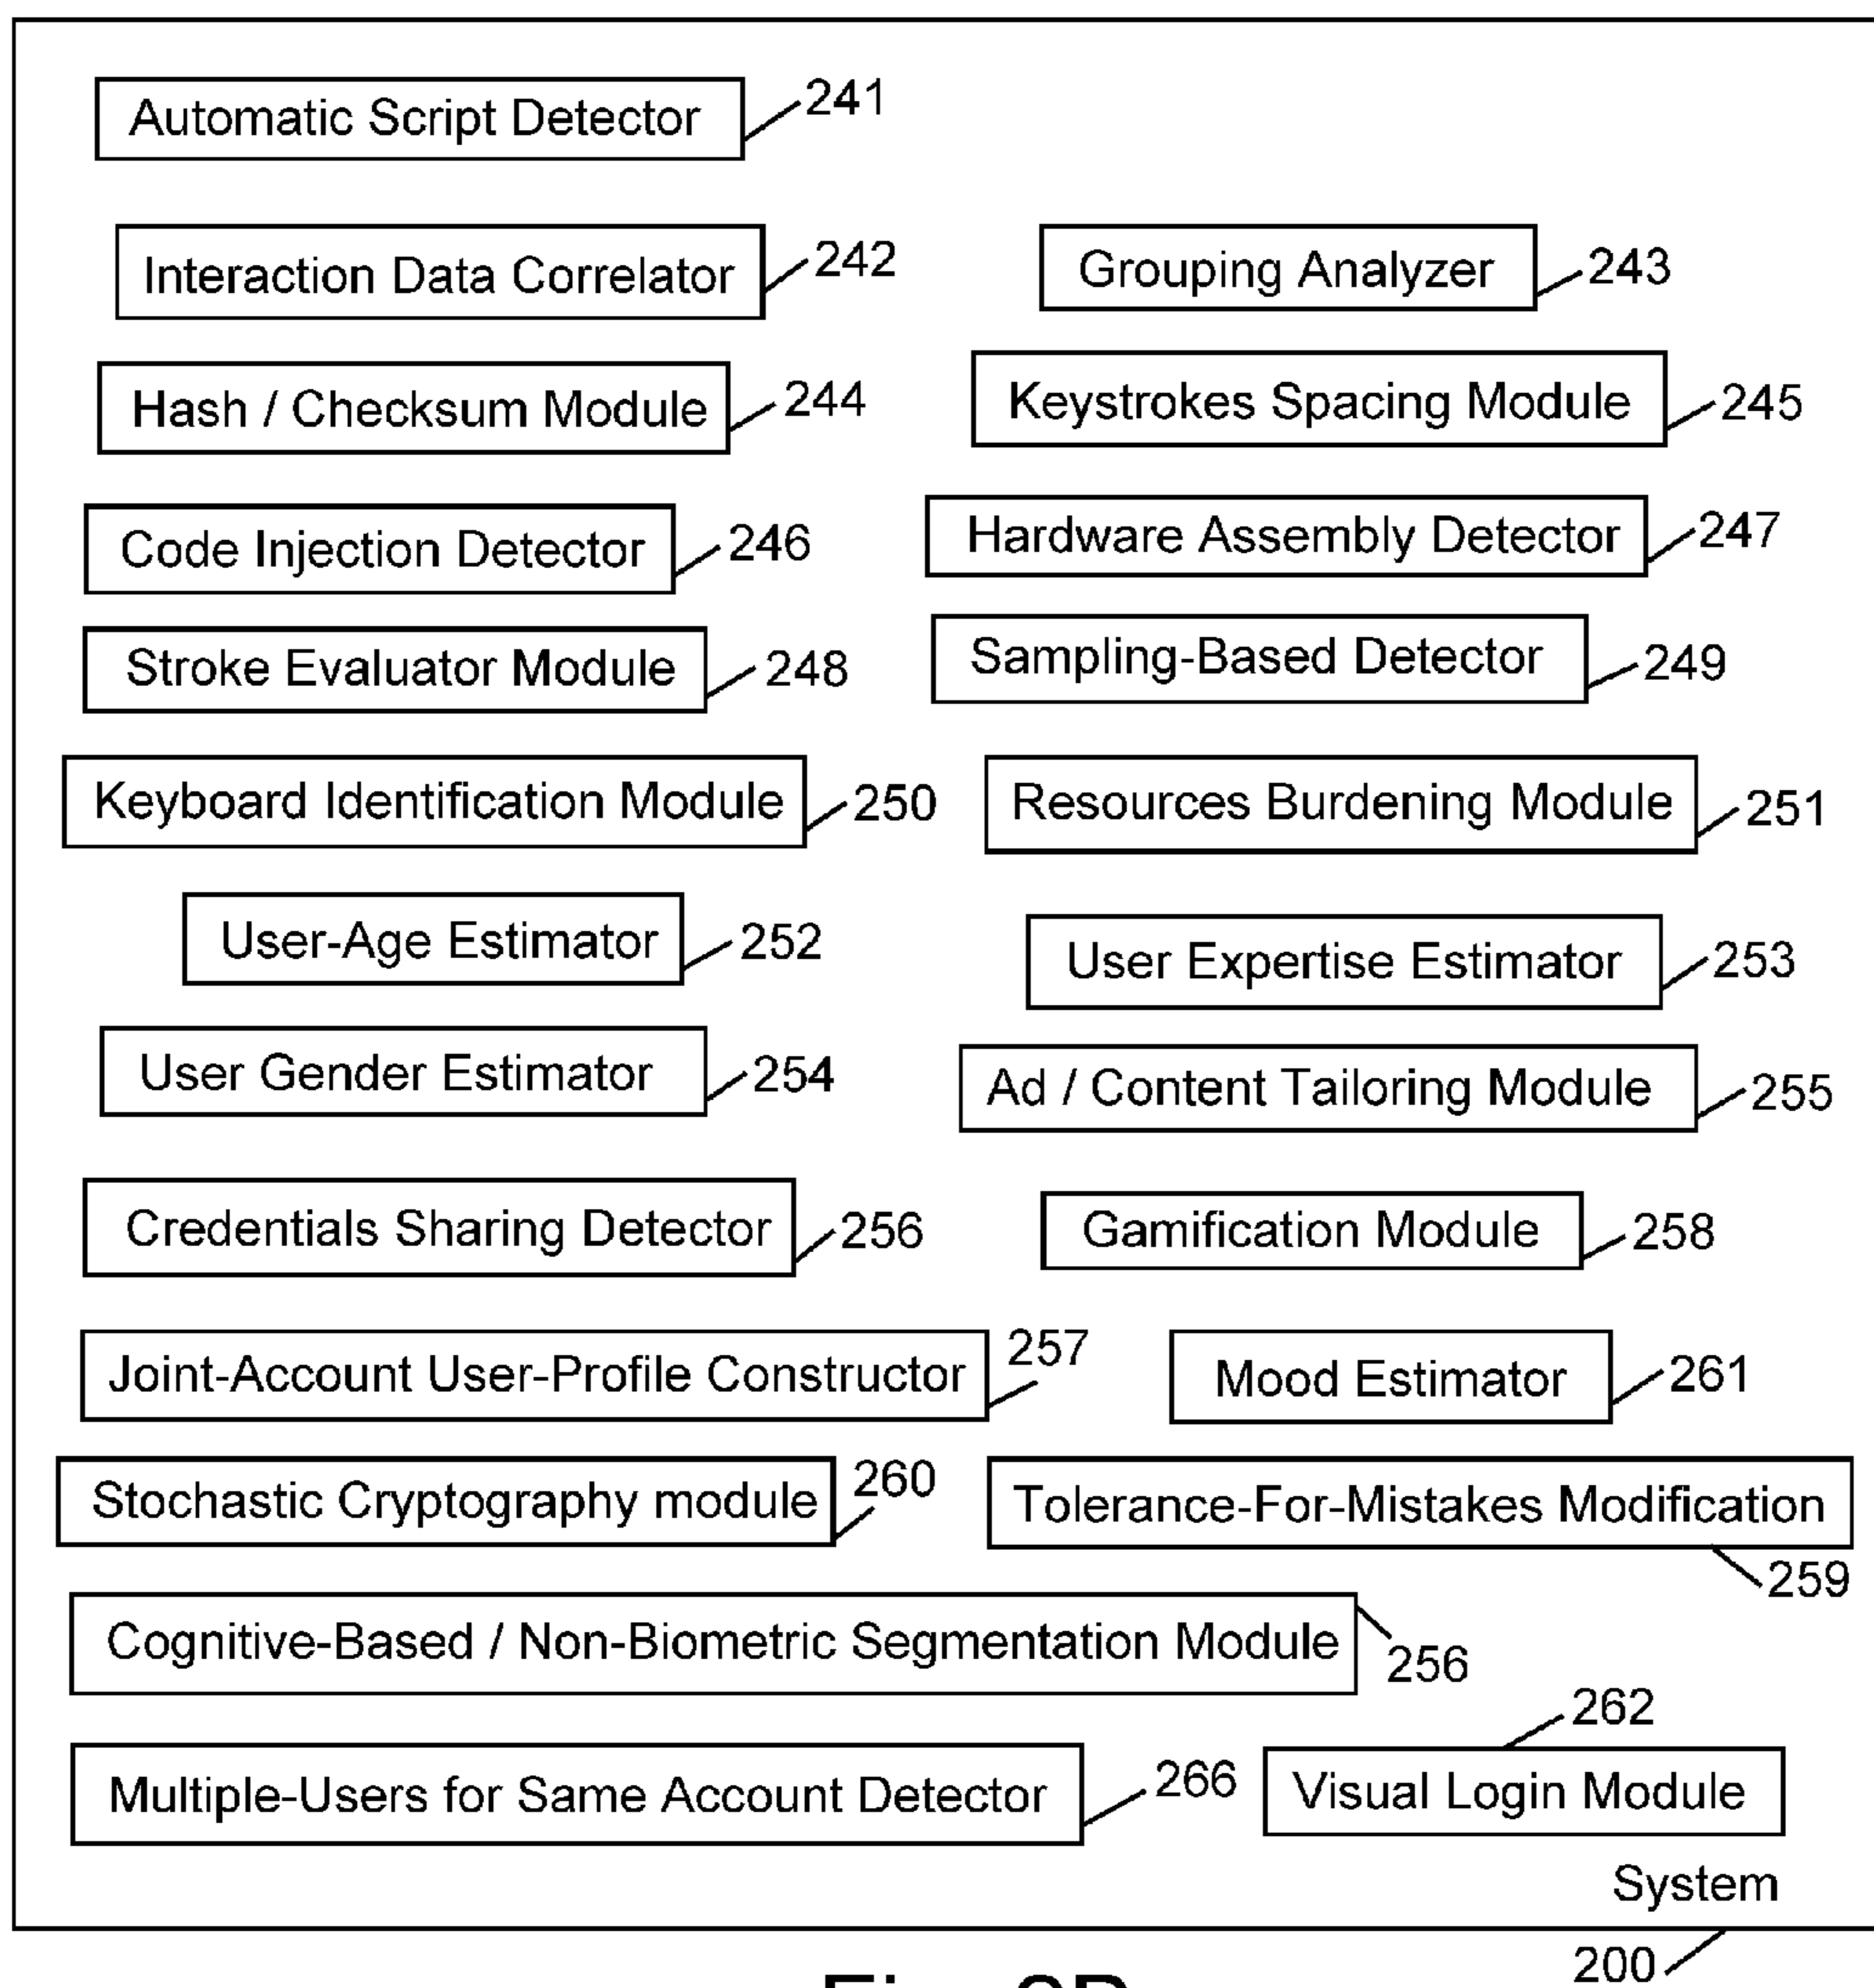 Automatic Script Detector 241
Interaction Data Correlator 242 Grouping Analyzer 243
Hash / Checksum Module 244 Keystrokes Spacing Module 245
Code Injection Detector 246 Hardware Assembly Detector 247
Stroke Evaluator Module 248 Sampling-Based Detector 249
Keyboard Identification Module 250 Resources Burdening Module 251
User-Age Estimator 252 User Expertise Estimator 253
User Gender Estimator 254 Ad / Content Tailoring Module 255
Credentials Sharing Detector 256 Gamification Module 258
Joint-Account User-Profile Constructor 257 Mood Estimator 261
Stochastic Cryptography module 260 Tolerance-For-Mistakes Modification 259
Cognitive-Based / Non-Biometric Segmentation Module 256
Multiple-Users for Same Account Detector 266 Visual Login Module 262
System
200